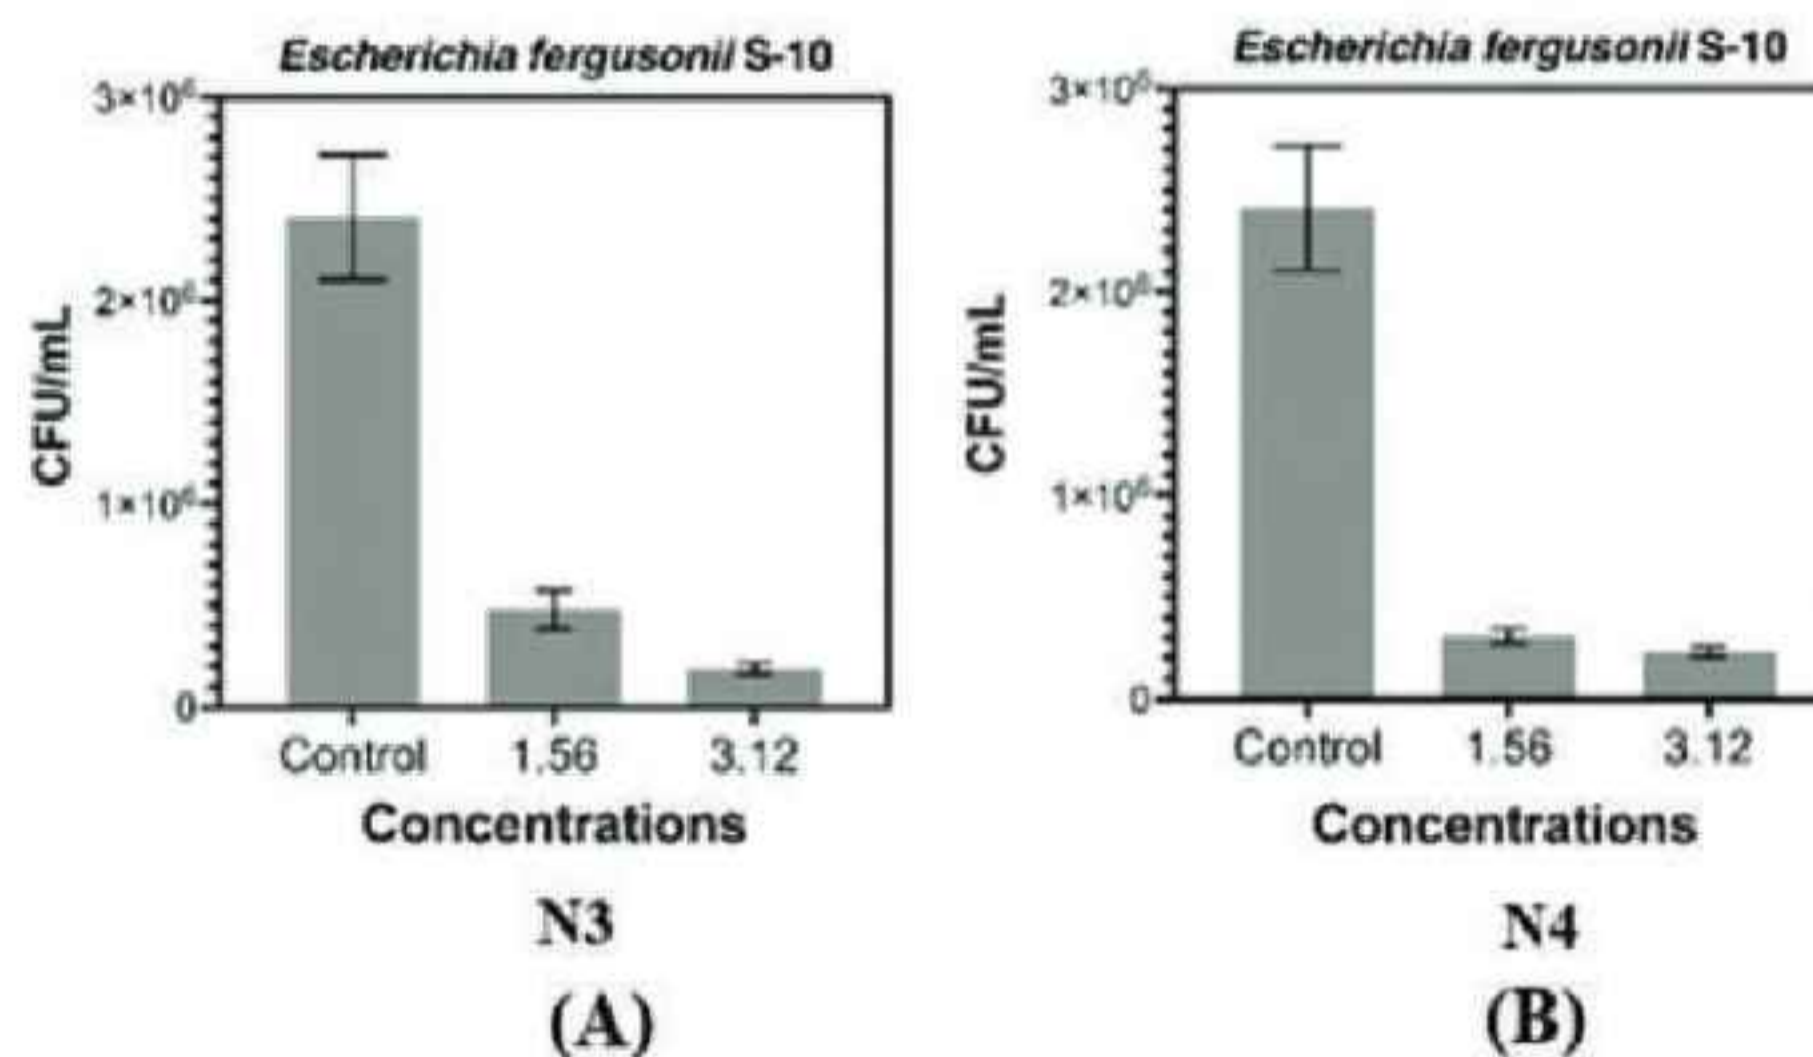 Escherichia fergusonii S-10
3×10⁶
2×10⁶
1×10⁶
0
CFU/mL
Control 1.56 3.12
Concentrations
N3
(A)
Escherichia fergusonii S-10
3×10⁶
2×10⁶
1×10⁶
0
CFU/mL
Control 1.56 3.12
Concentrations
N4
(B)